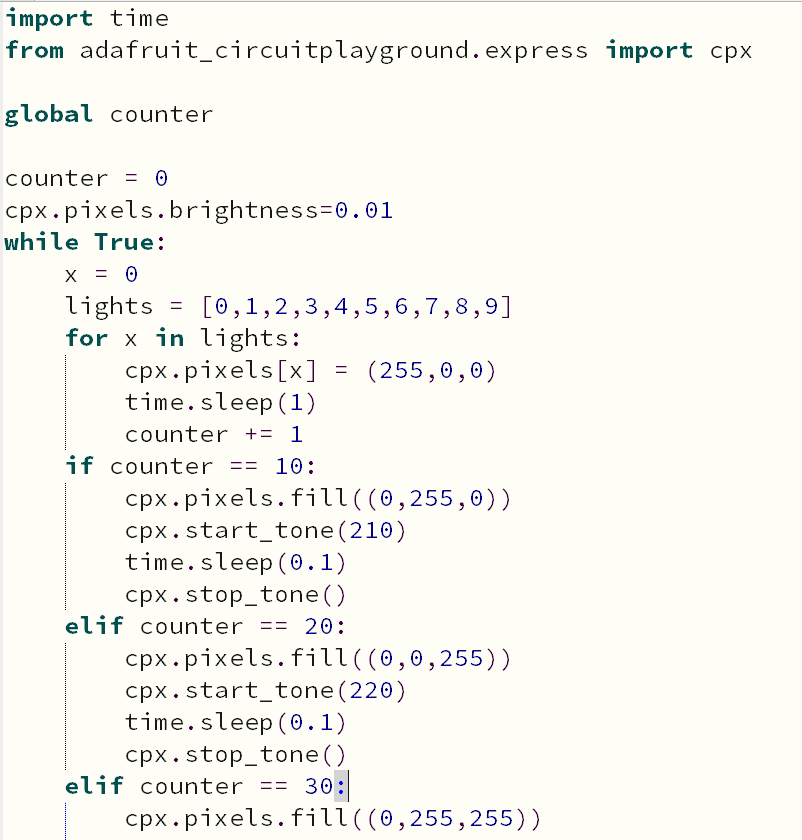 import time
from adafruit_circuitplayground.express import cpx
global counter
counter = 0
cpx.pixels.brightness=0.01
while True:
    x = 0
    lights = [0,1,2,3,4,5,6,7,8,9]
    for x in lights:
        cpx.pixels[x] = (255,0,0)
        time.sleep(1)
        counter += 1
    if counter == 10:
        cpx.pixels.fill((0,255,0))
        cpx.start_tone(210)
        time.sleep(0.1)
        cpx.stop_tone()
    elif counter == 20:
        cpx.pixels.fill((0,0,255))
        cpx.start_tone(220)
        time.sleep(0.1)
        cpx.stop_tone()
    elif counter == 30:
        cpx.pixels.fill((0,255,255))